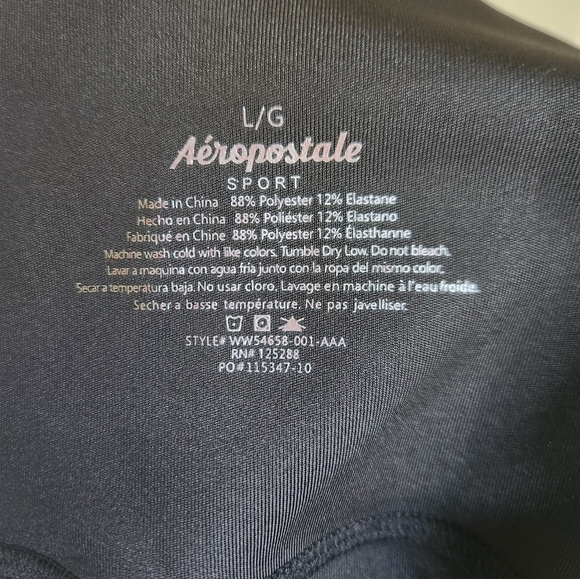 L/G
Aéropostale
SPORT
Made in China 88% Polyester 12% Elastane
Hecho en China 88% Poliéster 12% Elastano
Fabriqué en Chine 88% Polyester 12% Élasthanne
Machine wash cold with like colors. Tumble Dry Low. Do not bleach.
Lavar a maquina con agua fria junto con la ropa del mismo color.
Secar a temperatura baja. No usar cloro. Lavage en machine à l'eau froide.
Secher a basse température. Ne pas javelliser.
STYLE# WW54658-001-AAA
RN# 125288
PO#115347-10